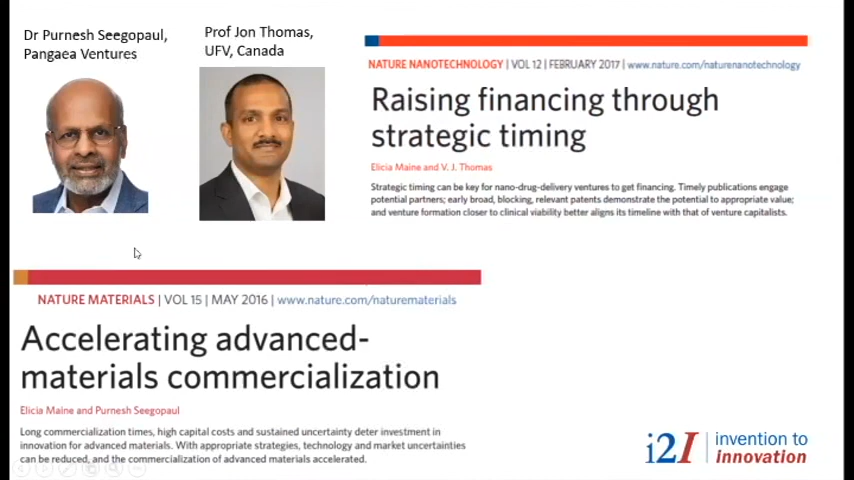 Dr Purnesh Seegopaul,
Pangaea Ventures
Prof Jon Thomas,
UFV, Canada
NATURE NANOTECHNOLOGY | VOL 12 | FEBRUARY 2017 | www.nature.com/naturenanotechnology
Raising financing through
strategic timing
Elicia Maine and V. J. Thomas
Strategic timing can be key for nano-drug-delivery ventures to get financing. Timely publications engage
potential partners; early broad, blocking, relevant patents demonstrate the potential to appropriate value;
and venture formation closer to clinical viability better aligns its timeline with that of venture capitalists.
NATURE MATERIALS | VOL 15 | MAY 2016 | www.nature.com/naturematerials
Accelerating advanced-
materials commercialization
Elicia Maine and Purnesh Seegopaul
Long commercialization times, high capital costs and sustained uncertainty deter investment in
innovation for advanced materials. With appropriate strategies, technology and market uncertainties
can be reduced, and the commercialization of advanced materials accelerated.
i2I | invention to
innovation